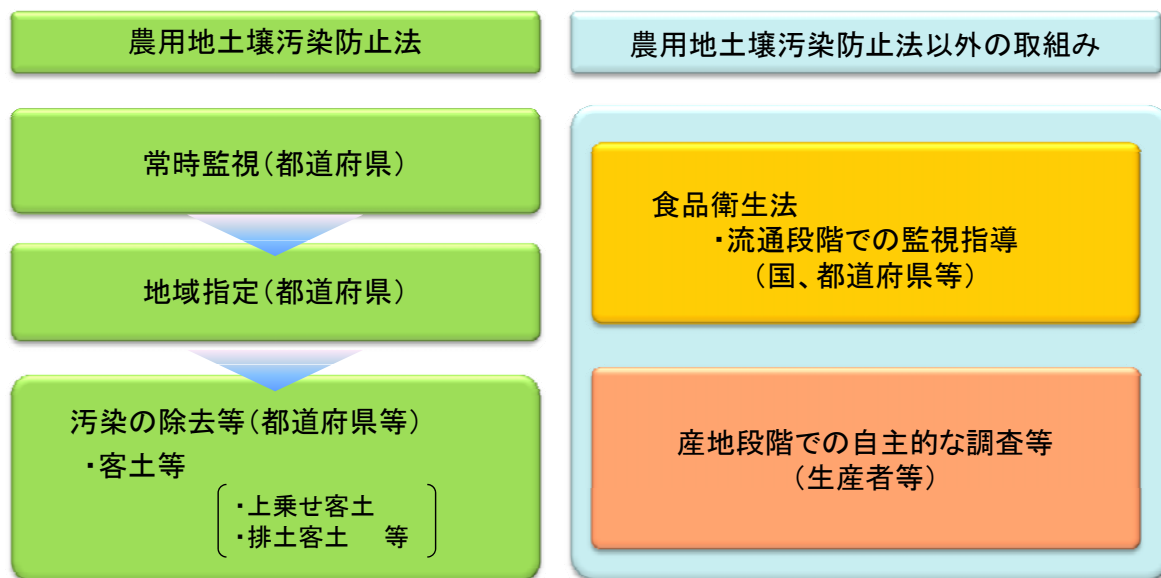 農用地土壌汚染防止法
常時監視(都道府県)
地域指定(都道府県)
汚染の除去等(都道府県等)
・客土等
・上乗せ客土
・排土客土 等
農用地土壌汚染防止法以外の取組み
食品衛生法
・流通段階での監視指導
(国、都道府県等)
産地段階での自主的な調査等
(生産者等)